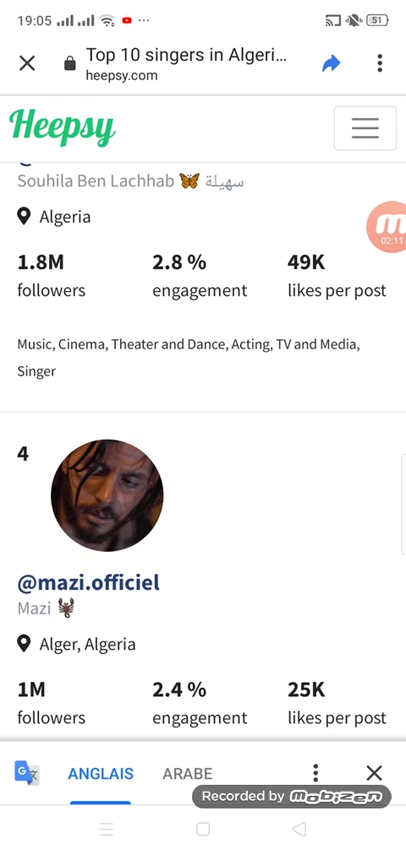 19:05
51
Top 10 singers in Algeri...
heepsy.com
Heepsy
Souhila Ben Lachhab 🦋 سهيلة
Algeria
02:11
1.8M 2.8 % 49K
followers engagement likes per post
Music, Cinema, Theater and Dance, Acting, TV and Media,
Singer
4
@mazi.officiel
Mazi 🦂
Alger, Algeria
1M 2.4 % 25K
followers engagement likes per post
ANGLAIS ARABE
Recorded by mobizen